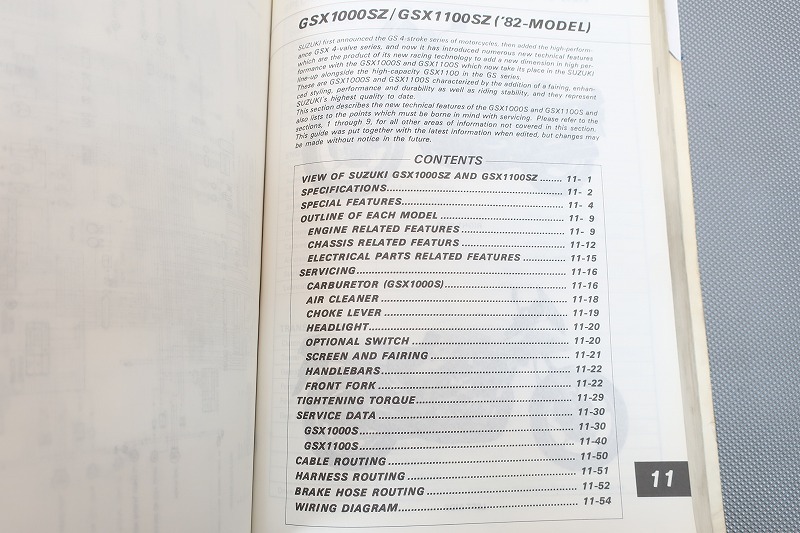 GSX1000SZ/GSX1100SZ('82-MODEL)
SUZUKI first announced the GS 4-stroke series of motorcycles, then added the high-perform-
ance GSX 4-valve series, and now it has introduced numerous new technical features
which are the product of its new racing technology to add a new dimension in high per-
formance with the GSX1000S and GSX1100S which now take its place in the SUZUKI
line-up alongside the high-capacity GSX1100 in the GS series.
These are GSX1000S and GSX1100S characterized by the addition of a fairing, enhan-
ced styling, performance and durability as well as riding stability, and they represent
SUZUKI's highest quality to date.
This section describes the new technical features of the GSX1000S and GSX1100S and
also lists to the points which must be borne in mind with servicing. Please refer to the
sections, 1 through 9, for all other areas of information not covered in this section.
This guide was put together with the latest information when edited, but changes may
be made without notice in the future.
CONTENTS
VIEW OF SUZUKI GSX1000SZ AND GSX1100SZ ........ 11- 1
SPECIFICATIONS........ 11- 2
SPECIAL FEATURES........ 11- 4
OUTLINE OF EACH MODEL ........ 11- 9
ENGINE RELATED FEATURES ........ 11- 9
CHASSIS RELATED FEATURS ........ 11-12
ELECTRICAL PARTS RELATED FEATURES ........ 11-15
SERVICING........ 11-16
CARBURETOR (GSX1000S)........ 11-16
AIR CLEANER ........ 11-18
CHOKE LEVER ........ 11-19
HEADLIGHT........ 11-20
OPTIONAL SWITCH ........ 11-20
SCREEN AND FAIRING ........ 11-21
HANDLEBARS........ 11-22
FRONT FORK ........ 11-22
TIGHTENING TORQUE........ 11-29
SERVICE DATA ........ 11-30
GSX1000S........ 11-30
GSX1100S........ 11-40
CABLE ROUTING ........ 11-50
HARNESS ROUTING ........ 11-51
BRAKE HOSE ROUTING ........ 11-52
WIRING DIAGRAM........ 11-54
11